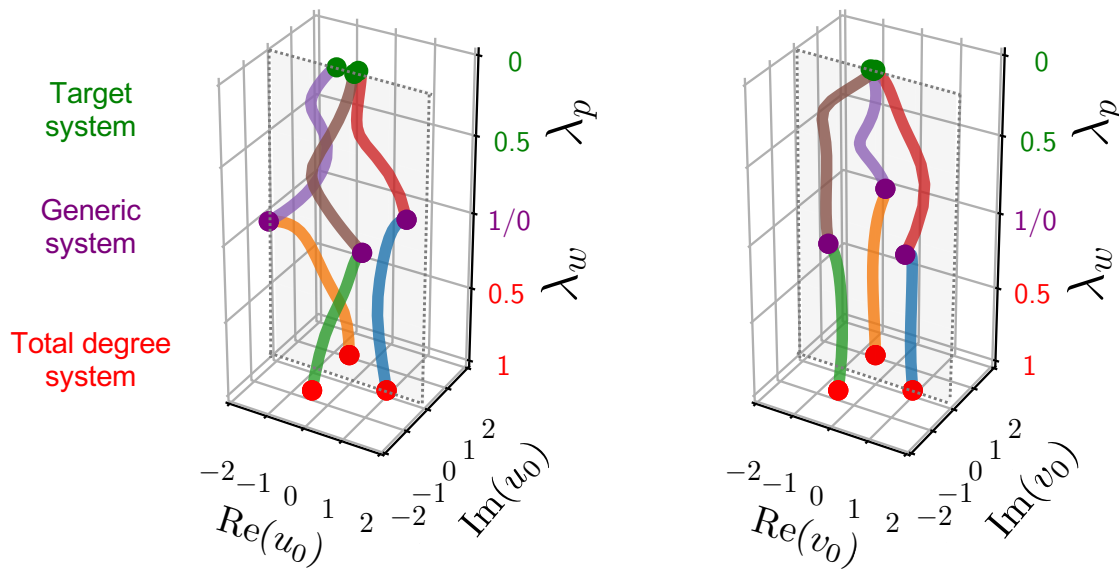 Target
system
Generic
system
Total degree
system
0
0.5
1/0
0.5
1
λp
λw
−2
−1
0
1
2
Re(u0)
−2
−1
0
1
2
Im(u0)
0
0.5
1/0
0.5
1
λp
λw
−2
−1
0
1
2
Re(v0)
−2
−1
0
1
2
Im(v0)